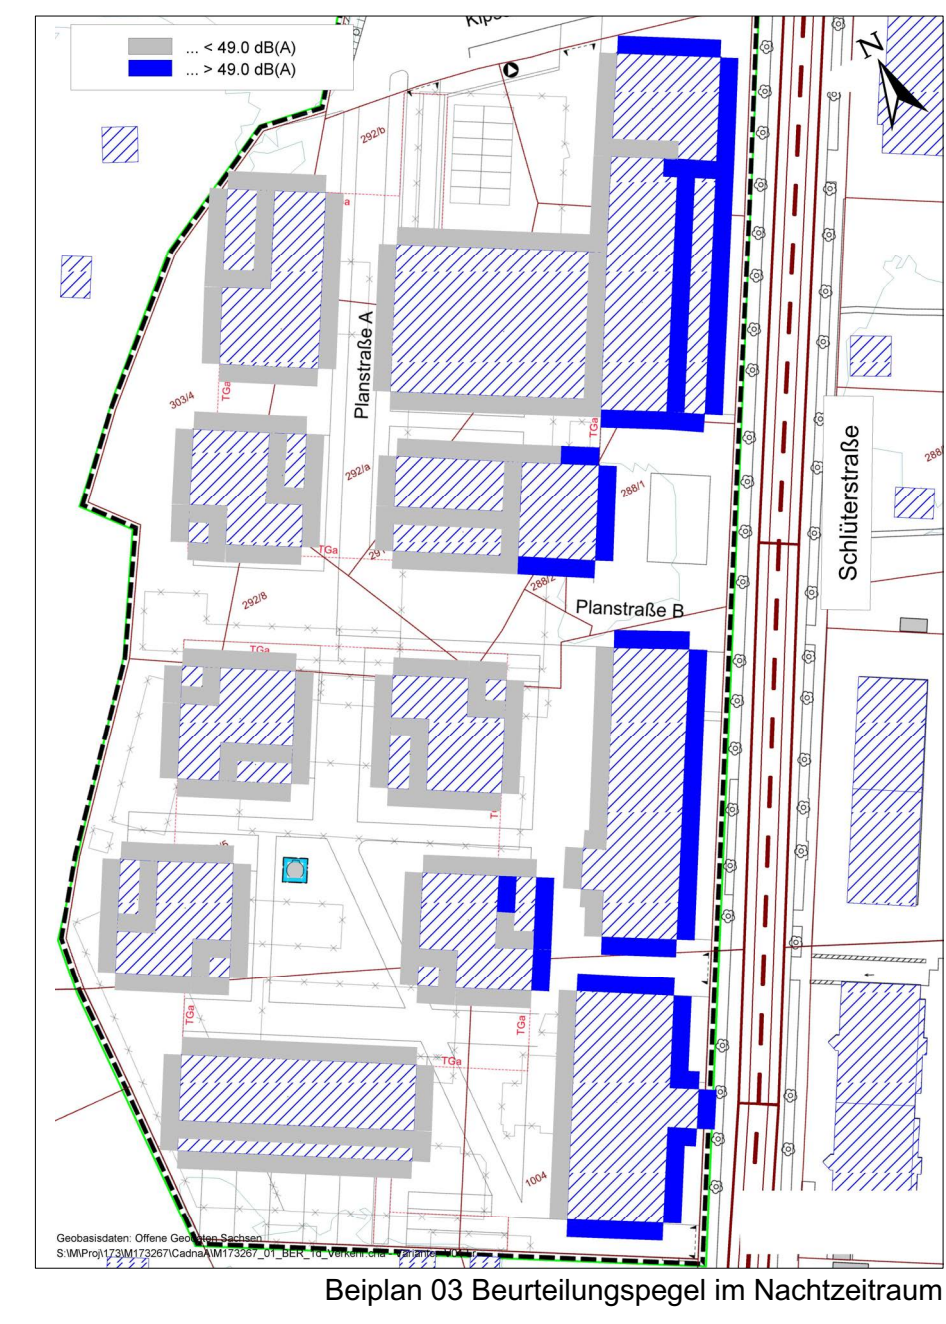 ... < 49.0 dB(A)
... > 49.0 dB(A)
N
292/b
Planstraße A
TGa
303/4
292/a
TGa
288/1
288/
Schlüterstraße
TGa
288/2
292/8
Planstraße B
TGa
TGa
TGa
TGa
1004
Geobasisdaten: Offene Geodaten Sachsen
Beiplan 03 Beurteilungspegel im Nachtzeitraum